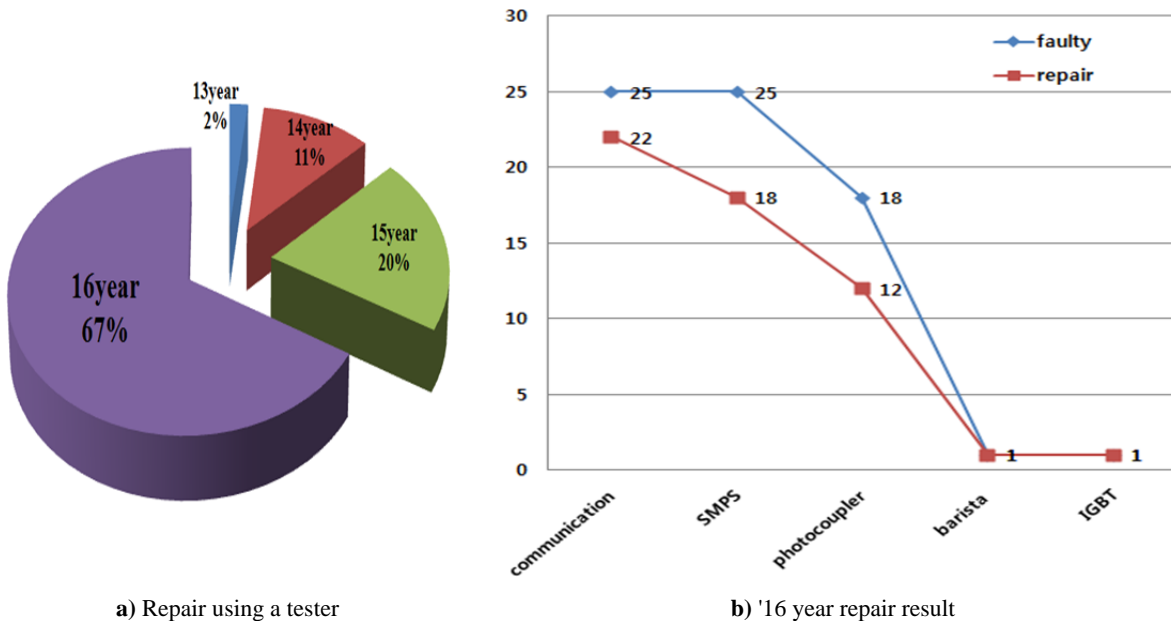 13year
2%
14year
11%
15year
20%
16year
67%
30
25
20
15
10
5
0
faulty
repair
25
25
22
18
18
12
1
1
communication
SMPS
photocoupler
barista
IGBT
a) Repair using a tester
b) '16 year repair result